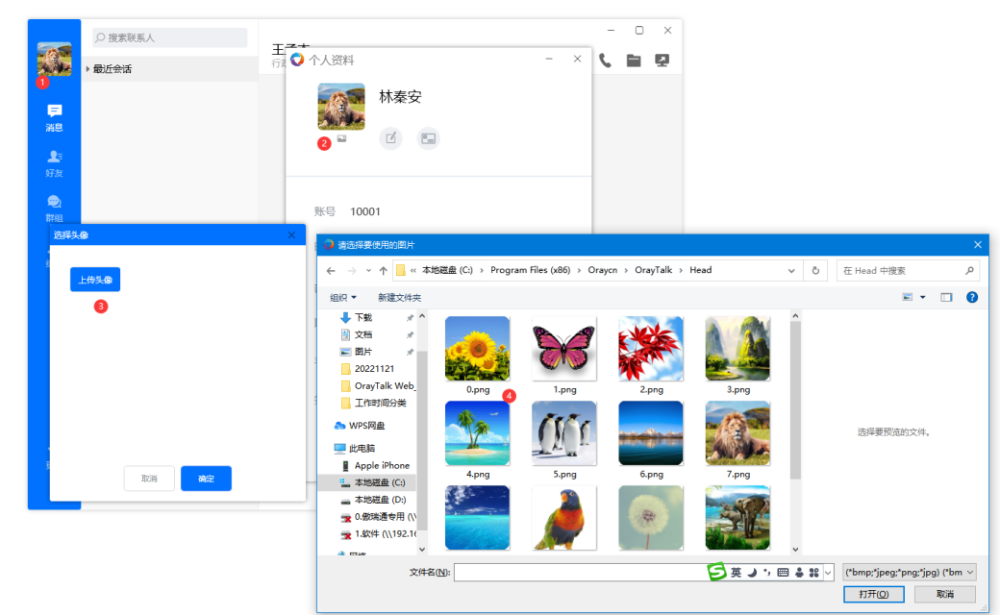 搜索联系人
最近会话
1
消息
好友
群组
个人资料
林秦安
2
账号 10001
选择头像
上传头像
3
取消
确定
请选择要使用的图片
« 本地磁盘 (C:) › Program Files (x86) › Oraycn › OrayTalk › Head
在 Head 中搜索
组织
新建文件夹
下载
文档
图片
20221121
OrayTalk Web_
工作时间分类
WPS网盘
此电脑
Apple iPhone
本地磁盘 (C:)
本地磁盘 (D:)
0.傲瑞通专用 (\\
1.软件 (\\192.16
网络
0.png
1.png
2.png
3.png
4
4.png
5.png
6.png
7.png
选择要预览的文件。
文件名(N):
英
(*bmp;*jpeg;*png;*jpg) (*bm
打开(O)
取消